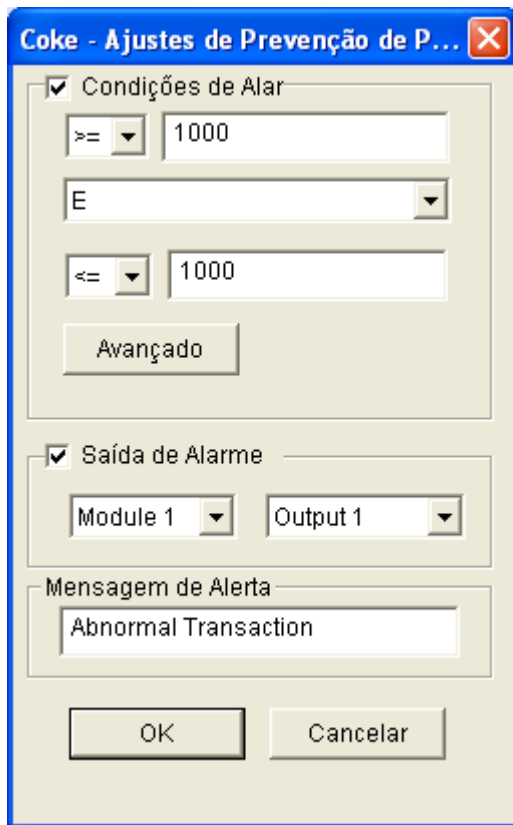 Coke - Ajustes de Prevenção de P...
Condições de Alar
>= 1000
E
<= 1000
Avançado
Saída de Alarme
Module 1 Output 1
Mensagem de Alerta
Abnormal Transaction
OK Cancelar